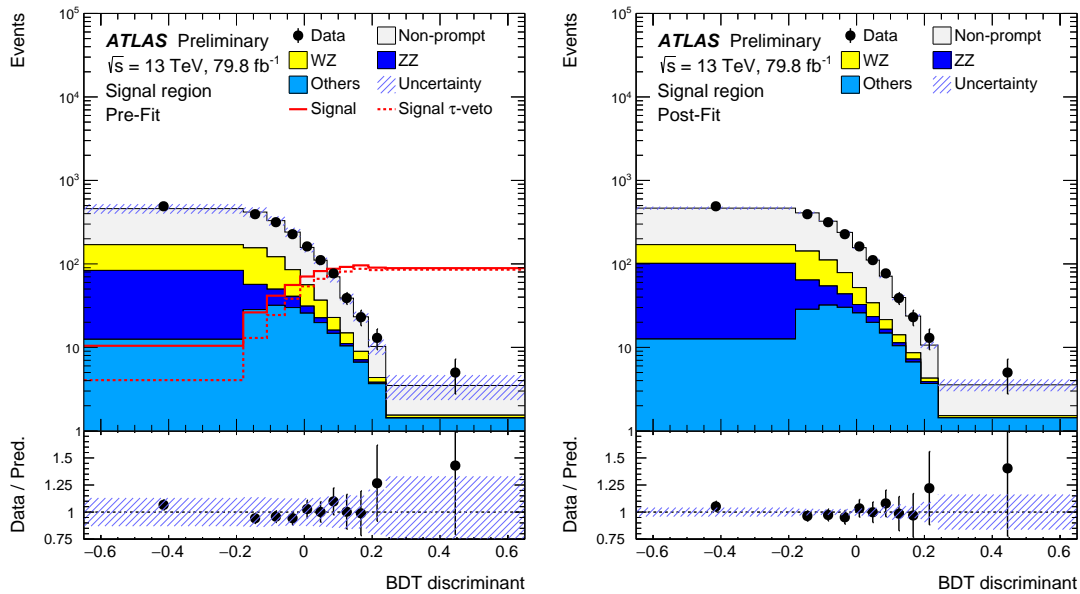 Events
10⁵
10⁴
10³
10²
10
1
ATLAS Preliminary
√s = 13 TeV, 79.8 fb⁻¹
Signal region
Pre-Fit
Data
Non-prompt
WZ
ZZ
Others
Uncertainty
Signal
Signal τ-veto
Data / Pred.
1.5
1.25
1
0.75
−0.6 −0.4 −0.2 0 0.2 0.4 0.6
BDT discriminant
Events
10⁵
10⁴
10³
10²
10
1
ATLAS Preliminary
√s = 13 TeV, 79.8 fb⁻¹
Signal region
Post-Fit
Data
Non-prompt
WZ
ZZ
Others
Uncertainty
Data / Pred.
1.5
1.25
1
0.75
−0.6 −0.4 −0.2 0 0.2 0.4 0.6
BDT discriminant